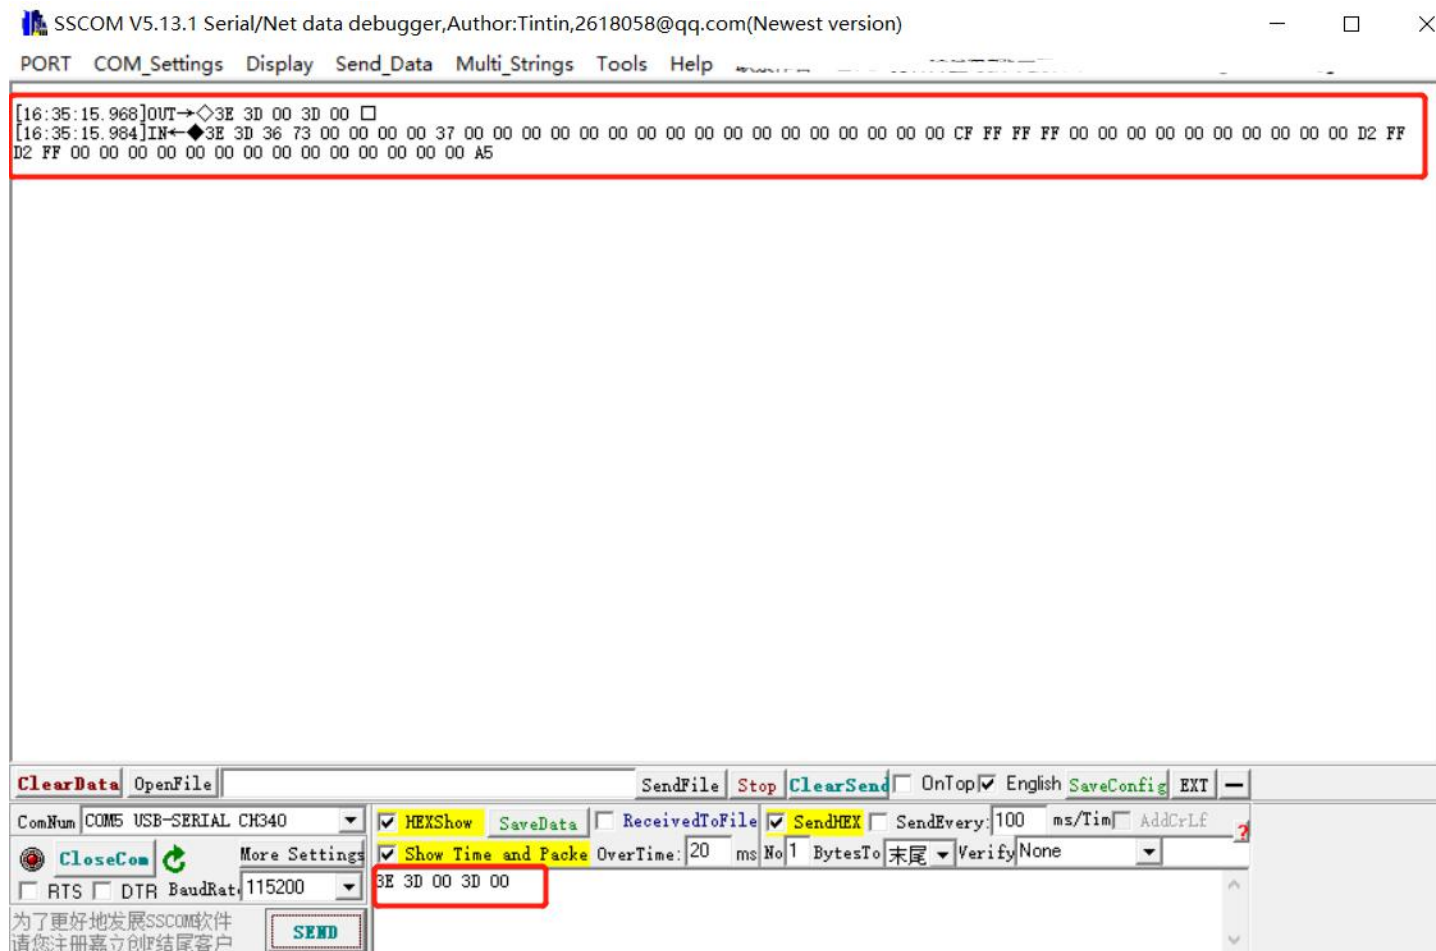 SSCOM V5.13.1 Serial/Net data debugger,Author:Tintin,2618058@qq.com(Newest version)
PORT COM_Settings Display Send_Data Multi_Strings Tools Help
[16:35:15.968]OUT→◇3E 3D 00 3D 00 □
[16:35:15.984]IN←◆3E 3D 36 73 00 00 00 00 37 00 00 00 00 00 00 00 00 00 00 00 00 00 00 00 00 00 CF FF FF FF 00 00 00 00 00 00 00 00 00 00 D2 FF
D2 FF 00 00 00 00 00 00 00 00 00 00 00 00 00 00 A5
ClearData OpenFile SendFile Stop ClearSend OnTop English SaveConfig EXT —
ComNum COM5 USB-SERIAL CH340 HEXShow SaveData ReceivedToFile SendHEX SendEvery: 100 ms/Tim AddCrLf ?
CloseCom More Settings Show Time and Packe OverTime: 20 ms No 1 BytesTo 末尾 Verify None
RTS DTR BaudRat 115200 3E 3D 00 3D 00
为了更好地发展SSCOM软件
请您注册嘉立创F结尾客户
SEND